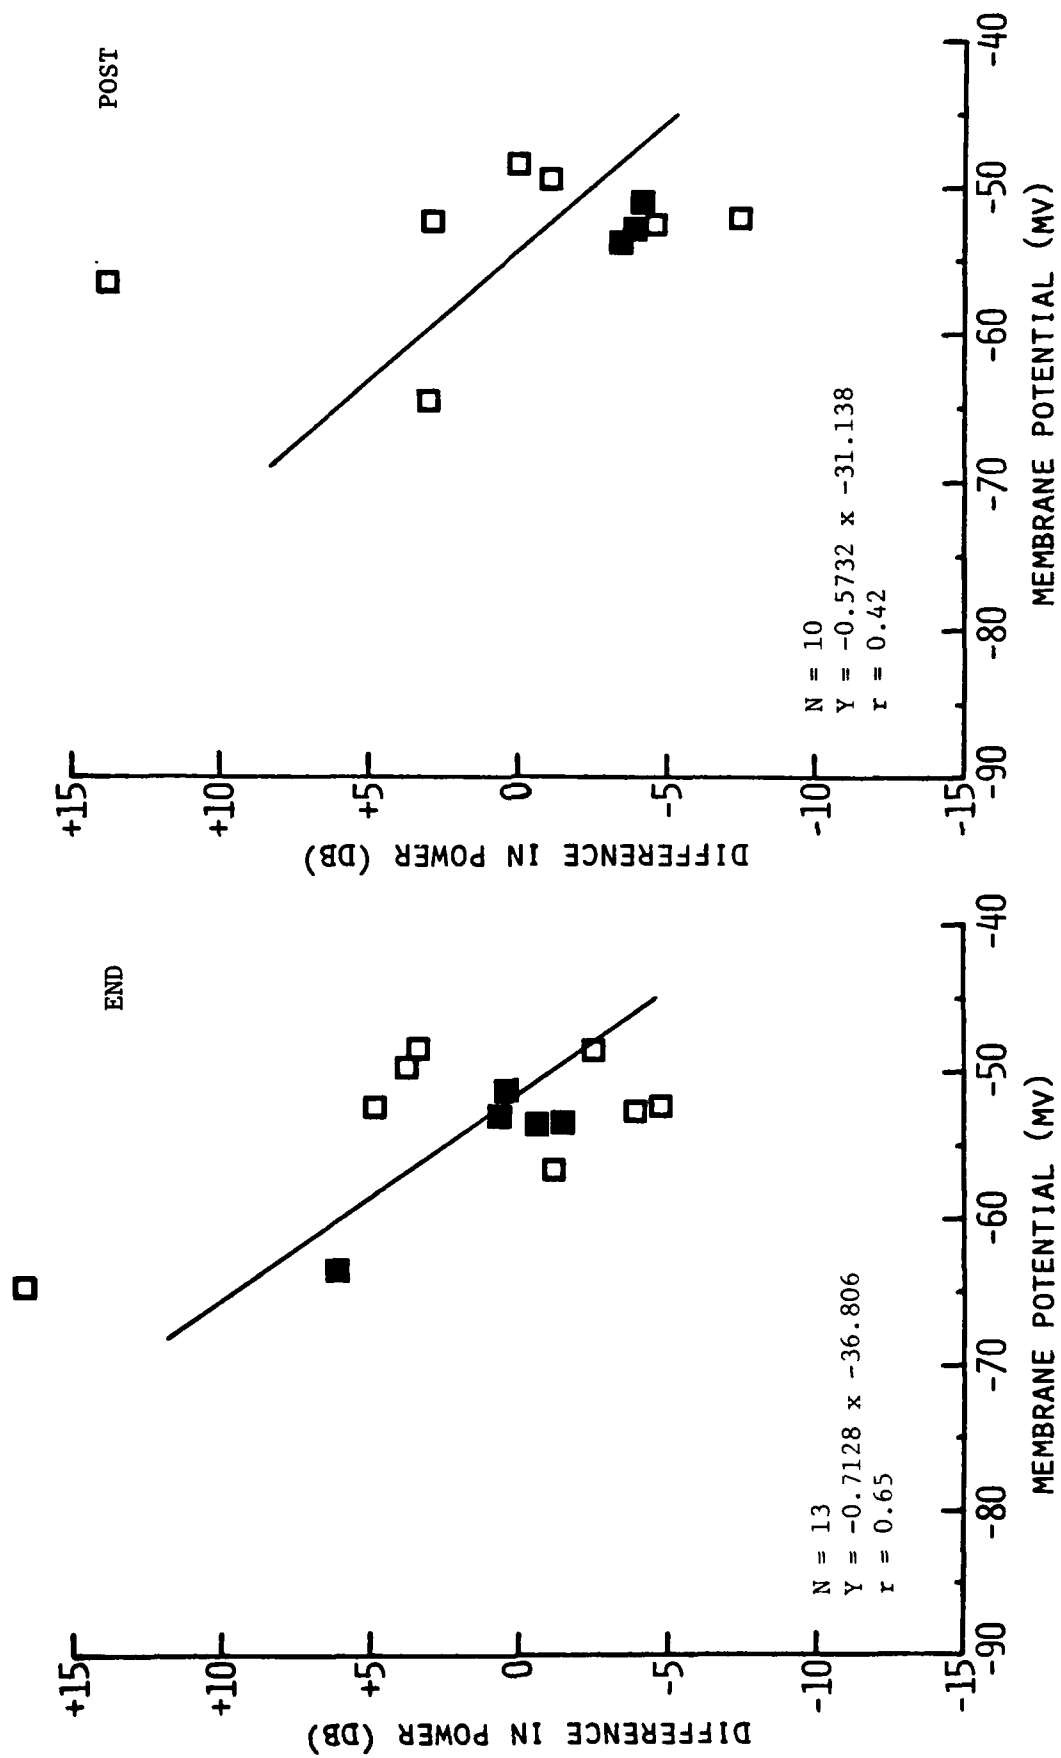 END
+15
+10
+5
0
-5
-10
-15
DIFFERENCE IN POWER (DB)
N = 13
Y = -0.7128 x -36.806
r = 0.65
-90
-80
-70
-60
-50
-40
MEMBRANE POTENTIAL (MV)
POST
+15
+10
+5
0
-5
-10
-15
DIFFERENCE IN POWER (DB)
N = 10
Y = -0.5732 x -31.138
r = 0.42
-90
-80
-70
-60
-50
-40
MEMBRANE POTENTIAL (MV)